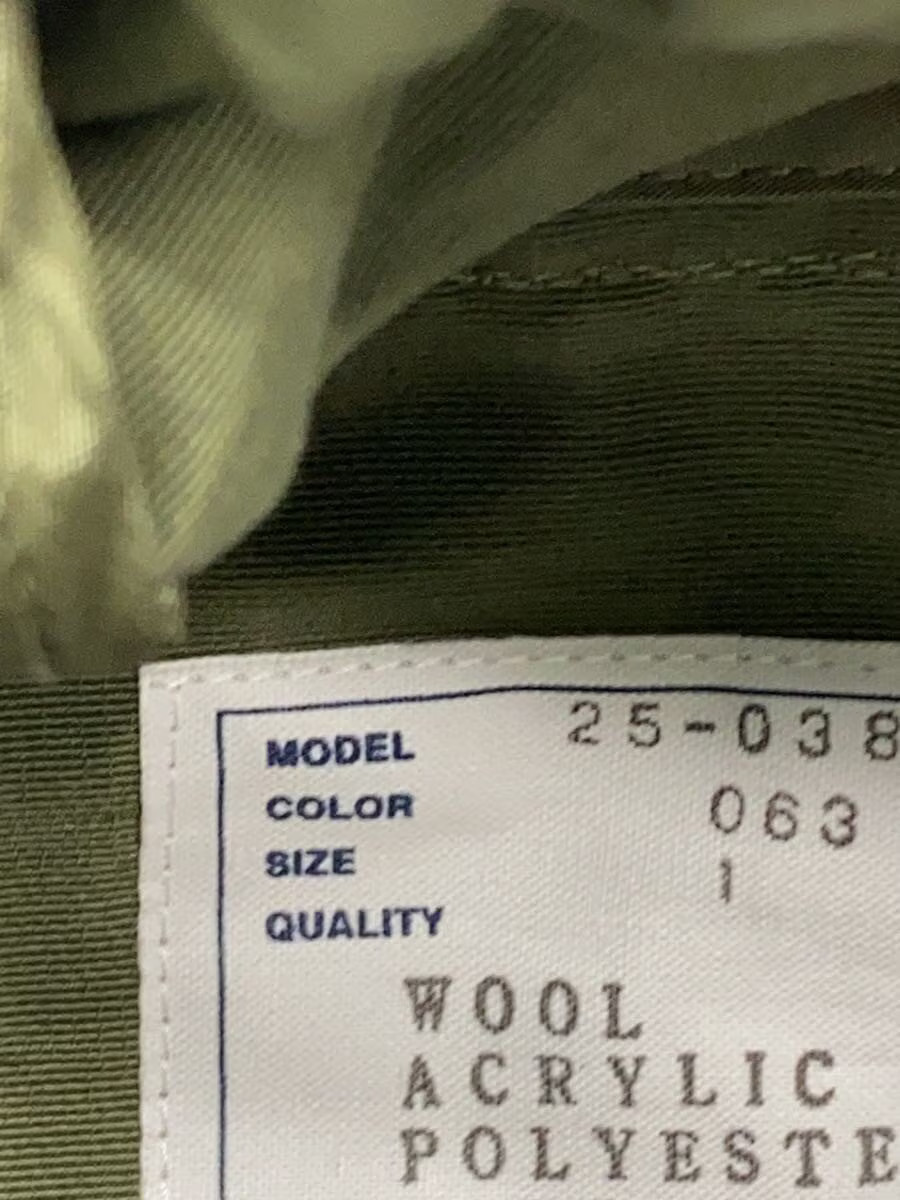 MODEL 25-038
COLOR 063
SIZE 1
QUALITY
WOOL
ACRYLIC
POLYESTE